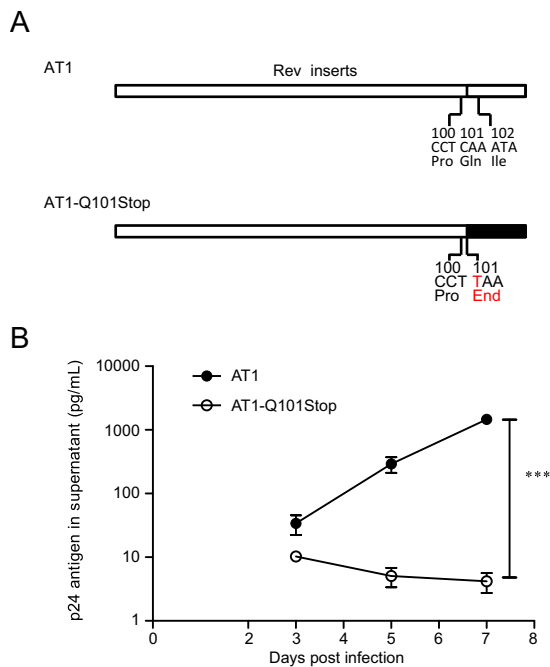 A
AT1
Rev inserts
100 101 102
CCT CAA ATA
Pro Gln Ile
AT1-Q101Stop
100 101
CCT TAA
Pro End
B
p24 antigen in supernatant (pg/mL)
10000
1000
100
10
1
AT1
AT1-Q101Stop
***
0 1 2 3 4 5 6 7 8
Days post infection